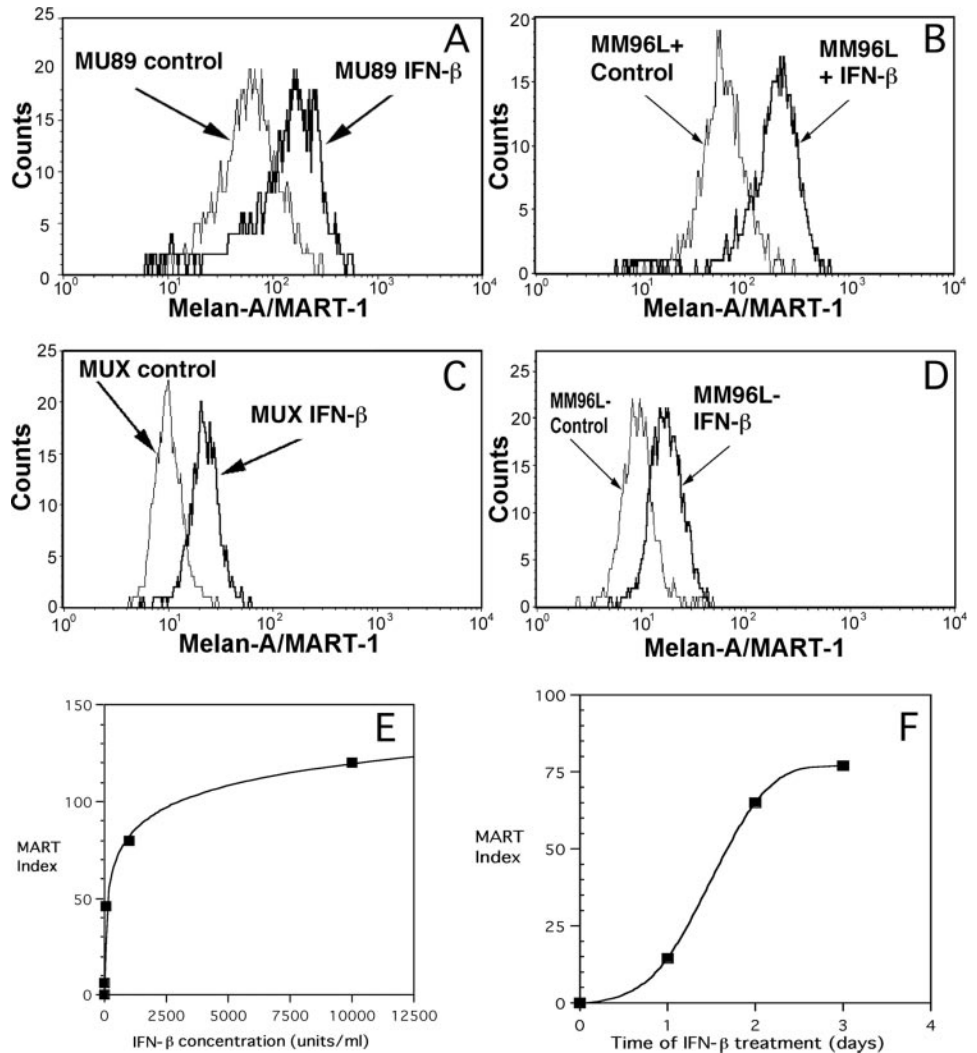 A
MU89 control
MU89 IFN-β
Counts
25
20
15
10
5
0
10^0 10^1 10^2 10^3 10^4
Melan-A/MART-1
B
MM96L+
Control
MM96L
+ IFN-β
Counts
20
15
10
5
0
10^0 10^1 10^2 10^3 10^4
Melan-A/MART-1
C
MUX control
MUX IFN-β
Counts
25
20
15
10
5
0
10^0 10^1 10^2 10^3 10^4
Melan-A/MART-1
D
MM96L-
Control
MM96L-
IFN-β
Counts
25
20
15
10
5
0
10^0 10^1 10^2 10^3 10^4
Melan-A/MART-1
E
150
100
50
0
MART
Index
0 2500 5000 7500 10000 12500
IFN-β concentration (units/ml)
F
100
75
50
25
0
MART
Index
0 1 2 3 4
Time of IFN-β treatment (days)